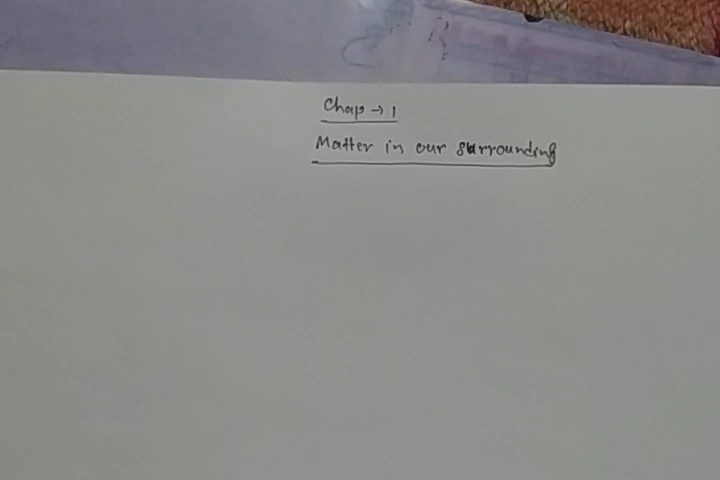 Chap → 1
Matter in our surrounding